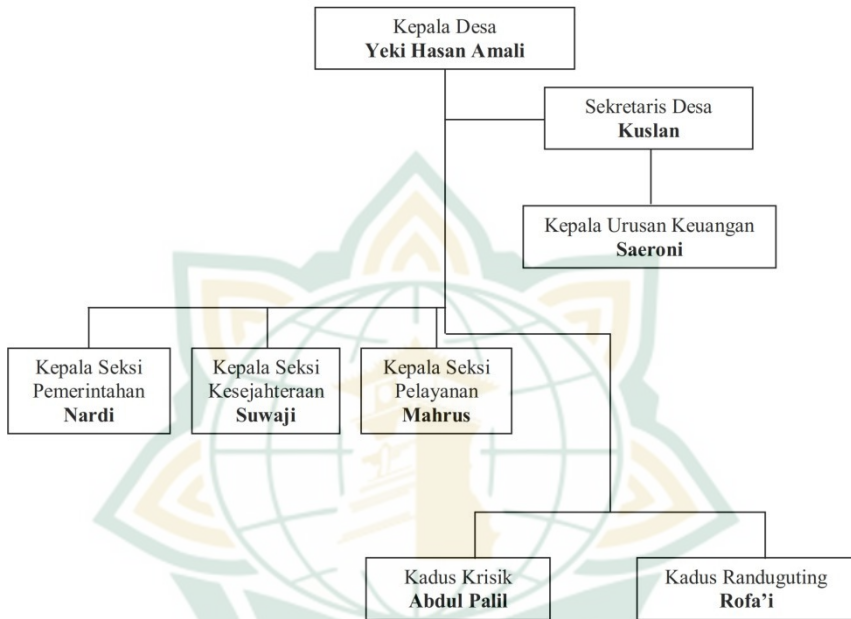 Kepala Desa
Yeki Hasan Amali
Sekretaris Desa
Kuslan
Kepala Urusan Keuangan
Saeroni
Kepala Seksi
Pemerintahan
Nardi
Kepala Seksi
Kesejahteraan
Suwaji
Kepala Seksi
Pelayanan
Mahrus
Kadus Krisik
Abdul Palil
Kadus Randuguting
Rofa’i